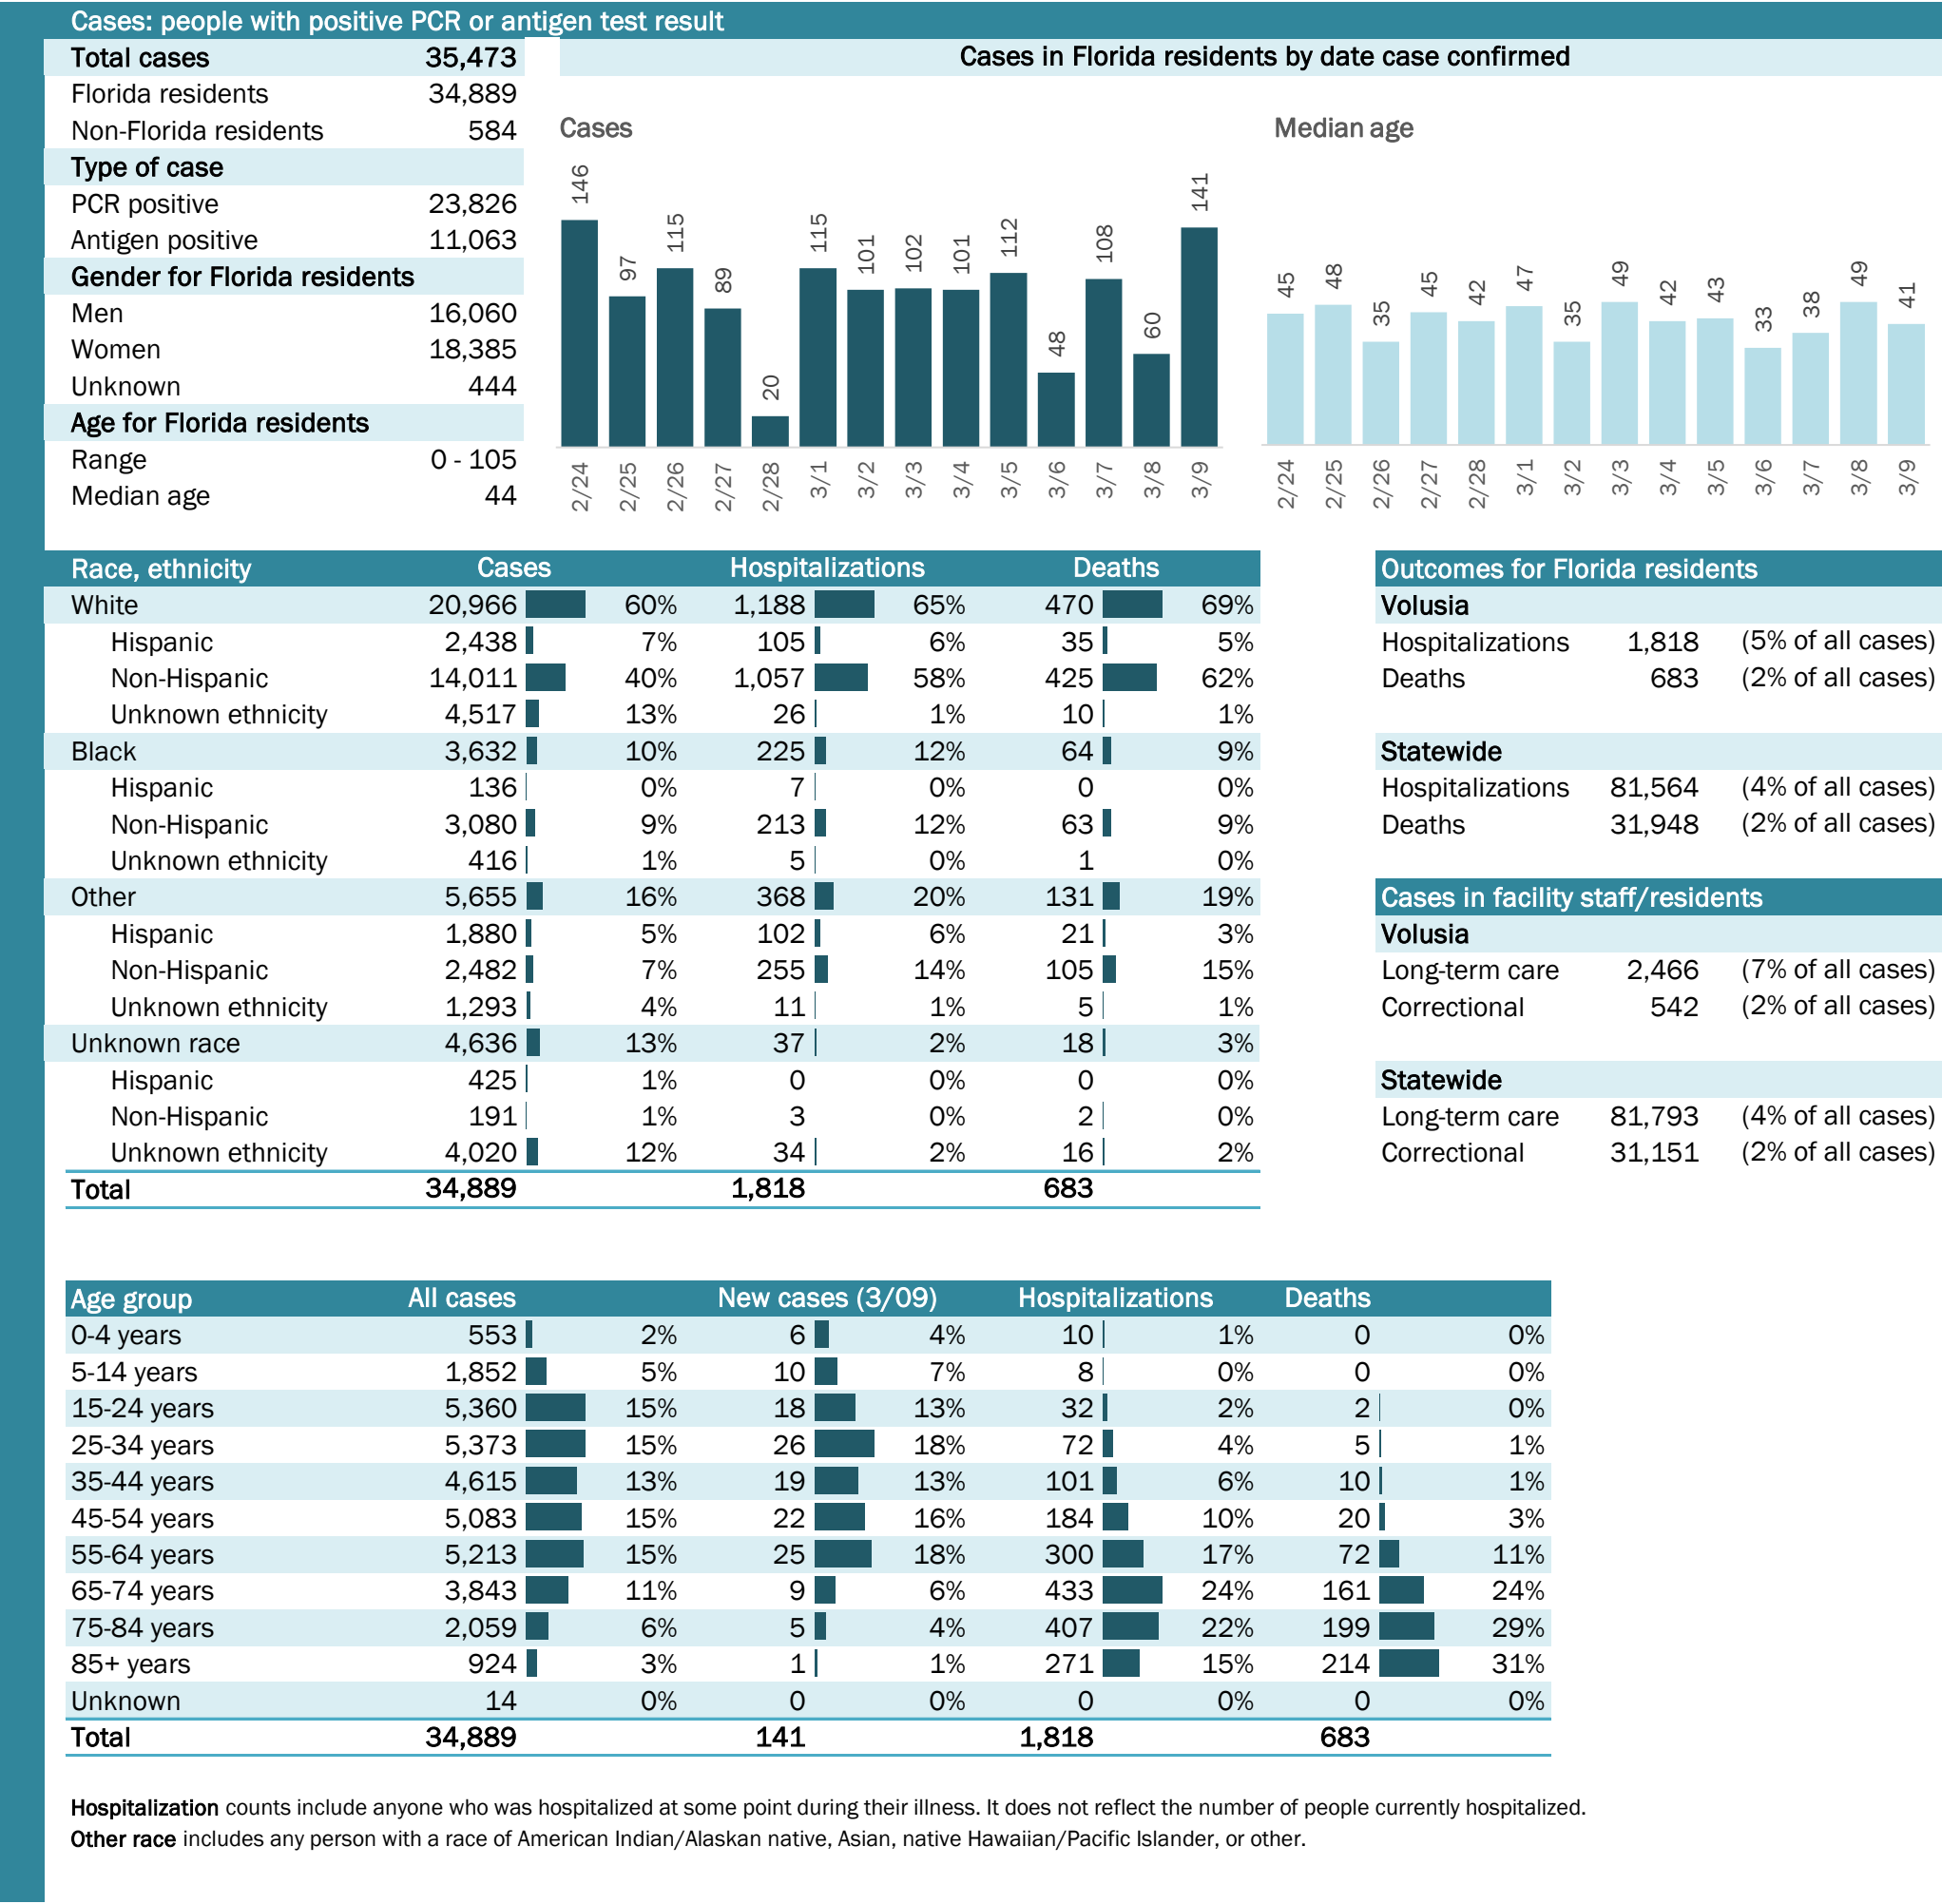 Cases: people with positive PCR or antigen test result
Total cases 35,473
Florida residents 34,889
Non-Florida residents 584
Type of case
PCR positive 23,826
Antigen positive 11,063
Gender for Florida residents
Men 16,060
Women 18,385
Unknown 444
Age for Florida residents
Range 0 - 105
Median age 44
Cases in Florida residents by date case confirmed
Cases
146 97 115 89 20 115 101 102 101 112 48 108 60 141
2/24 2/25 2/26 2/27 2/28 3/1 3/2 3/3 3/4 3/5 3/6 3/7 3/8 3/9
Median age
45 48 35 45 42 47 35 49 42 43 33 38 49 41
2/24 2/25 2/26 2/27 2/28 3/1 3/2 3/3 3/4 3/5 3/6 3/7 3/8 3/9
Race, ethnicity Cases Hospitalizations Deaths
White 20,966 60% 1,188 65% 470 69%
Hispanic 2,438 7% 105 6% 35 5%
Non-Hispanic 14,011 40% 1,057 58% 425 62%
Unknown ethnicity 4,517 13% 26 1% 10 1%
Black 3,632 10% 225 12% 64 9%
Hispanic 136 0% 7 0% 0 0%
Non-Hispanic 3,080 9% 213 12% 63 9%
Unknown ethnicity 416 1% 5 0% 1 0%
Other 5,655 16% 368 20% 131 19%
Hispanic 1,880 5% 102 6% 21 3%
Non-Hispanic 2,482 7% 255 14% 105 15%
Unknown ethnicity 1,293 4% 11 1% 5 1%
Unknown race 4,636 13% 37 2% 18 3%
Hispanic 425 1% 0 0% 0 0%
Non-Hispanic 191 1% 3 0% 2 0%
Unknown ethnicity 4,020 12% 34 2% 16 2%
Total 34,889 1,818 683
Outcomes for Florida residents
Volusia
Hospitalizations 1,818 (5% of all cases)
Deaths 683 (2% of all cases)
Statewide
Hospitalizations 81,564 (4% of all cases)
Deaths 31,948 (2% of all cases)
Cases in facility staff/residents
Volusia
Long-term care 2,466 (7% of all cases)
Correctional 542 (2% of all cases)
Statewide
Long-term care 81,793 (4% of all cases)
Correctional 31,151 (2% of all cases)
Age group All cases New cases (3/09) Hospitalizations Deaths
0-4 years 553 2% 6 4% 10 1% 0 0%
5-14 years 1,852 5% 10 7% 8 0% 0 0%
15-24 years 5,360 15% 18 13% 32 2% 2 0%
25-34 years 5,373 15% 26 18% 72 4% 5 1%
35-44 years 4,615 13% 19 13% 101 6% 10 1%
45-54 years 5,083 15% 22 16% 184 10% 20 3%
55-64 years 5,213 15% 25 18% 300 17% 72 11%
65-74 years 3,843 11% 9 6% 433 24% 161 24%
75-84 years 2,059 6% 5 4% 407 22% 199 29%
85+ years 924 3% 1 1% 271 15% 214 31%
Unknown 14 0% 0 0% 0 0% 0 0%
Total 34,889 141 1,818 683
Hospitalization counts include anyone who was hospitalized at some point during their illness. It does not reflect the number of people currently hospitalized.
Other race includes any person with a race of American Indian/Alaskan native, Asian, native Hawaiian/Pacific Islander, or other.